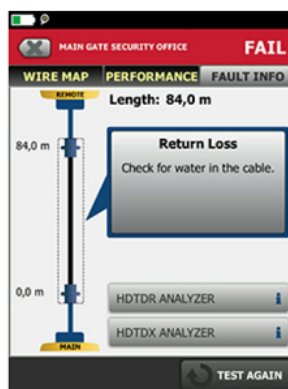 MAIN GATE SECURITY OFFICE FAIL
WIRE MAP PERFORMANCE FAULT INFO
REMOTE
Length: 84,0 m
84,0 m
Return Loss
Check for water in the cable.
0,0 m
HDTDR ANALYZER i
HDTDX ANALYZER i
MAIN
TEST AGAIN